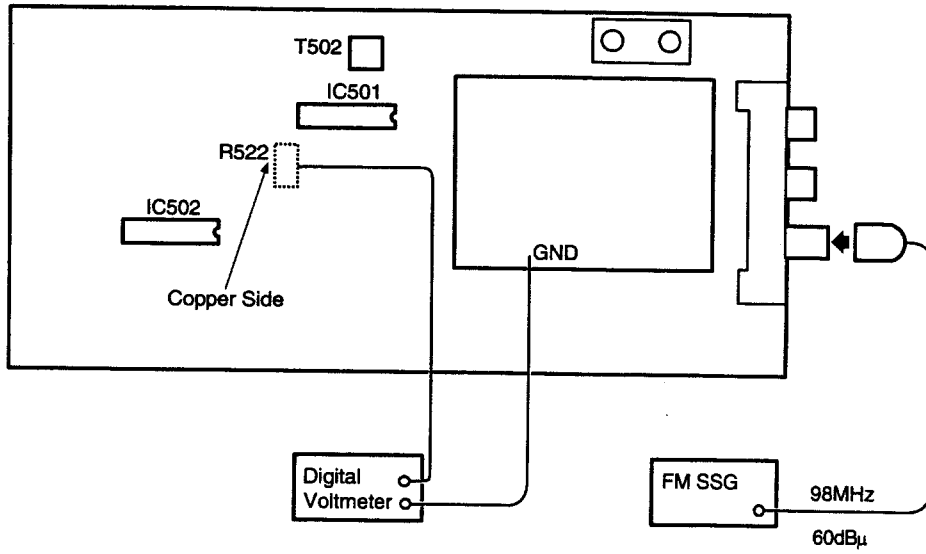 T502
IC501
R522
IC502
GND
Copper Side
Digital
Voltmeter
FM SSG
98MHz
60dBμ